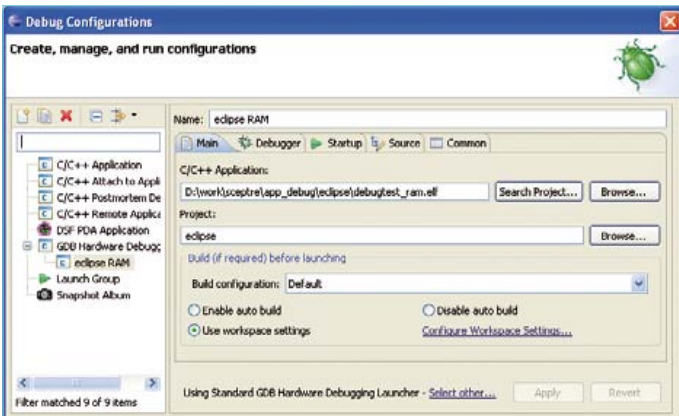 Debug Configurations
Create, manage, and run configurations
C/C++ Application
C/C++ Attach to Appli
C/C++ Postmortem De
C/C++ Remote Applica
DSF PDA Application
GDB Hardware Debugg
eclipse RAM
Launch Group
Snapshot Album
Filter matched 9 of 9 items
Name: eclipse RAM
Main Debugger Startup Source Common
C/C++ Application:
D:\work\sceptre\app_debug\eclipse\debugtest_ram.elf Search Project... Browse...
Project:
eclipse Browse...
Build (if required) before launching
Build configuration: Default
Enable auto build Disable auto build
Use workspace settings Configure Workspace Settings...
Using Standard GDB Hardware Debugging Launcher - Select other... Apply Revert